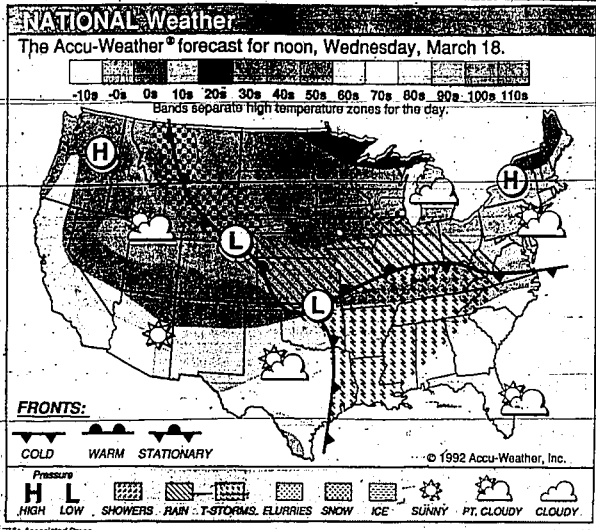 NATIONAL Weather
The Accu-Weather® forecast for noon, Wednesday, March 18.
-10s -0s 0s 10s 20s 30s 40s 50s 60s 70s 80s 90s 100s 110s
Bands separate high temperature zones for the day.
H
H
L
L
FRONTS:
COLD WARM STATIONARY
© 1992 Accu-Weather, Inc.
Pressure
H L
HIGH LOW SHOWERS RAIN T-STORMS FLURRIES SNOW ICE SUNNY PT. CLOUDY CLOUDY
Associated Press